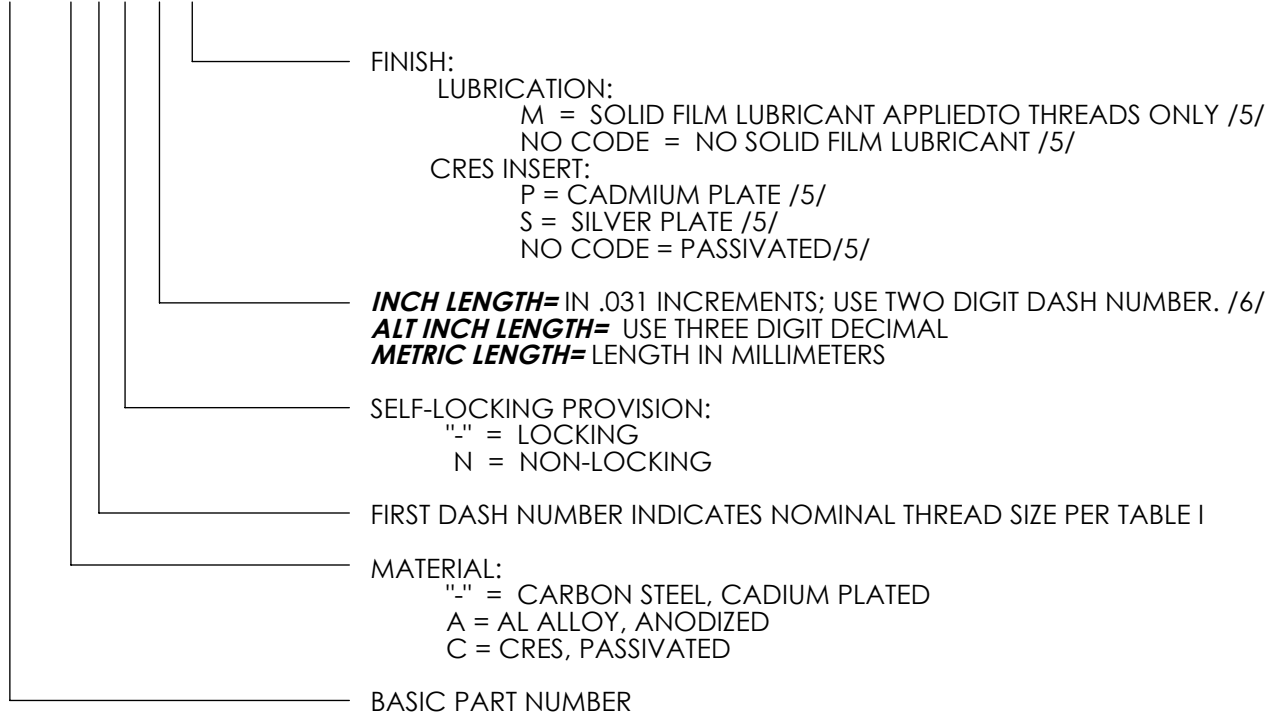 FINISH:
LUBRICATION:
M = SOLID FILM LUBRICANT APPLIEDTO THREADS ONLY /5/
NO CODE = NO SOLID FILM LUBRICANT /5/
CRES INSERT:
P = CADMIUM PLATE /5/
S = SILVER PLATE /5/
NO CODE = PASSIVATED/5/
INCH LENGTH= IN .031 INCREMENTS; USE TWO DIGIT DASH NUMBER. /6/
ALT INCH LENGTH= USE THREE DIGIT DECIMAL
METRIC LENGTH= LENGTH IN MILLIMETERS
SELF-LOCKING PROVISION:
"-" = LOCKING
N = NON-LOCKING
FIRST DASH NUMBER INDICATES NOMINAL THREAD SIZE PER TABLE I
MATERIAL:
"-" = CARBON STEEL, CADIUM PLATED
A = AL ALLOY, ANODIZED
C = CRES, PASSIVATED
BASIC PART NUMBER